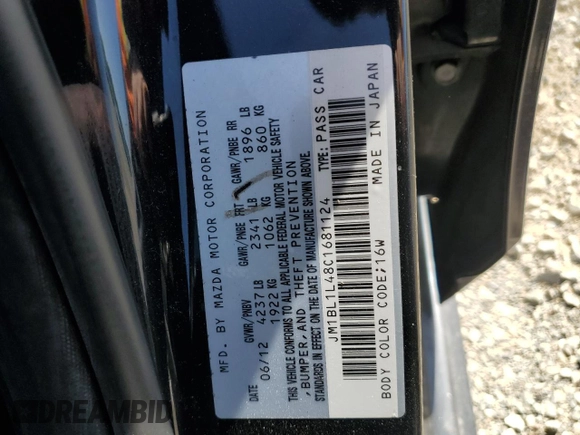 MFD. BY MAZDA MOTOR CORPORATION
GVWR/PNBV GAWR/PNBE FRT GAWR/PNBE RR
DATE 06/12 4237 LB 2341 LB 1896 LB
1922 KG 1062 KG 860 KG
THIS VEHICLE CONFORMS TO ALL APPLICABLE FEDERAL MOTOR VEHICLE SAFETY
,BUMPER,AND THEFT PREVENTION
STANDARDS IN EFFECT ON THE DATE OF MANUFACTURE SHOWN ABOVE.
JM1BL1L48C1681124 TYPE: PASS CAR
BODY COLOR CODE;16W MADE IN JAPAN
DREAMBID